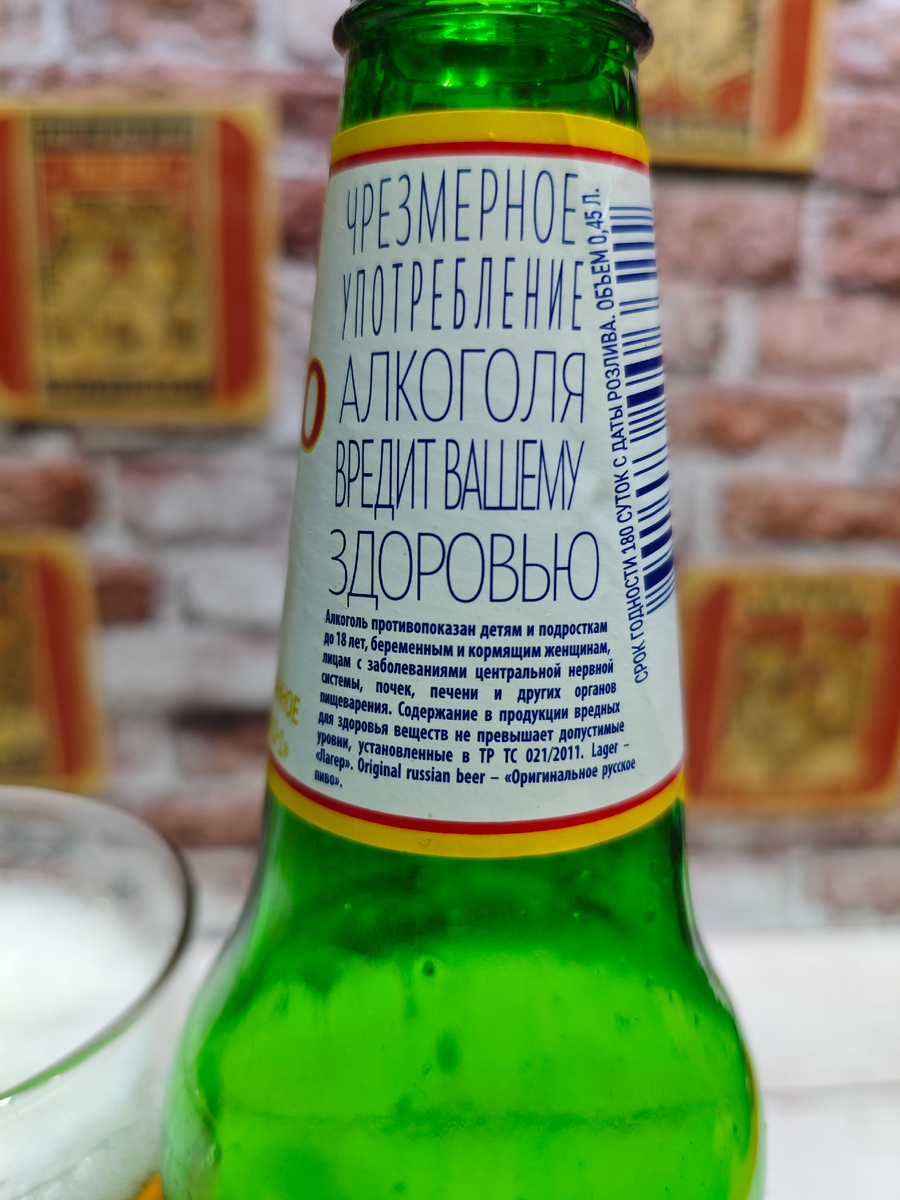 ЧРЕЗМЕРНОЕ
УПОТРЕБЛЕНИЕ
АЛКОГОЛЯ
ВРЕДИТ ВАШЕМУ
ЗДОРОВЬЮ
Алкоголь противопоказан детям и подросткам
до 18 лет, беременным и кормящим женщинам,
лицам с заболеваниями центральной нервной
системы, почек, печени и других органов
пищеварения. Содержание в продукции вредных
для здоровья веществ не превышает допустимые
уровни, установленные в ТР ТС 021/2011. Lager –
«Лагер». Original russian beer – «Оригинальное русское
пиво».
СРОК ГОДНОСТИ 180 СУТОК С ДАТЫ РОЗЛИВА. ОБЪЕМ 0,45 Л.